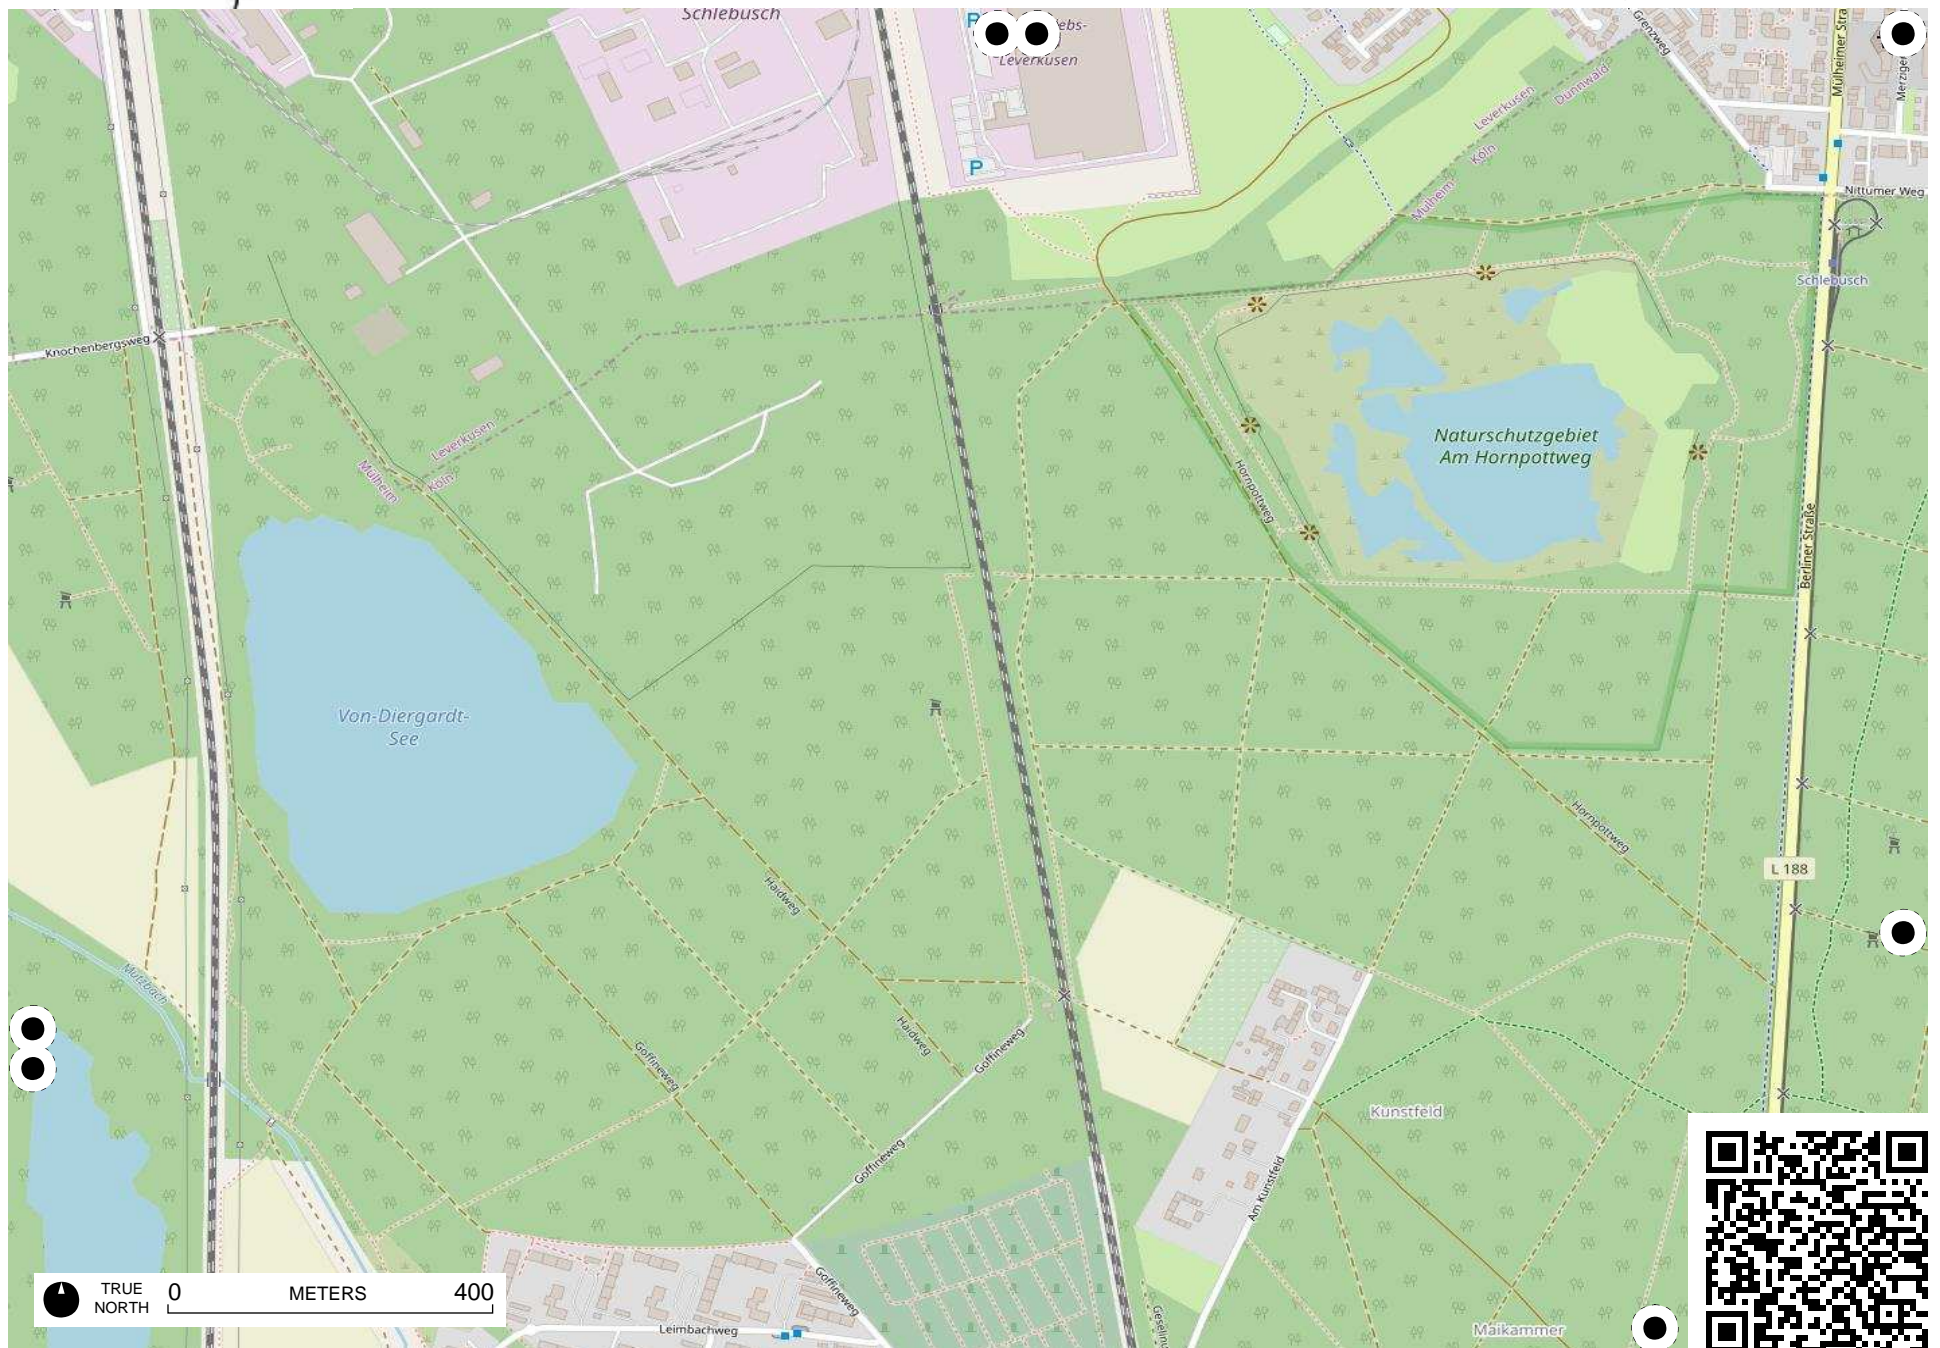 Schlebusch
P
Leverkusen
Grenzweg
Mülheimer Stra
Merziger
Leverkusen
Dünnwald
P
Köln
Mülheim
Nittumer Weg
Schlebusch
Knochenbergsweg
Leverkusen
Mülheim
Köln
Naturschutzgebiet
Am Hornpottweg
Hornpottweg
Berliner Straße
Von-Diergardt-
See
Hornpottweg
L 188
Haidweg
Mutzbach
Haidweg
Goffineweg
Goffineweg
Kunstfeld
Goffineweg
Am Kunstfeld
TRUE
NORTH
0 METERS 400
Goffineweg
Leimbachweg
Maikammer